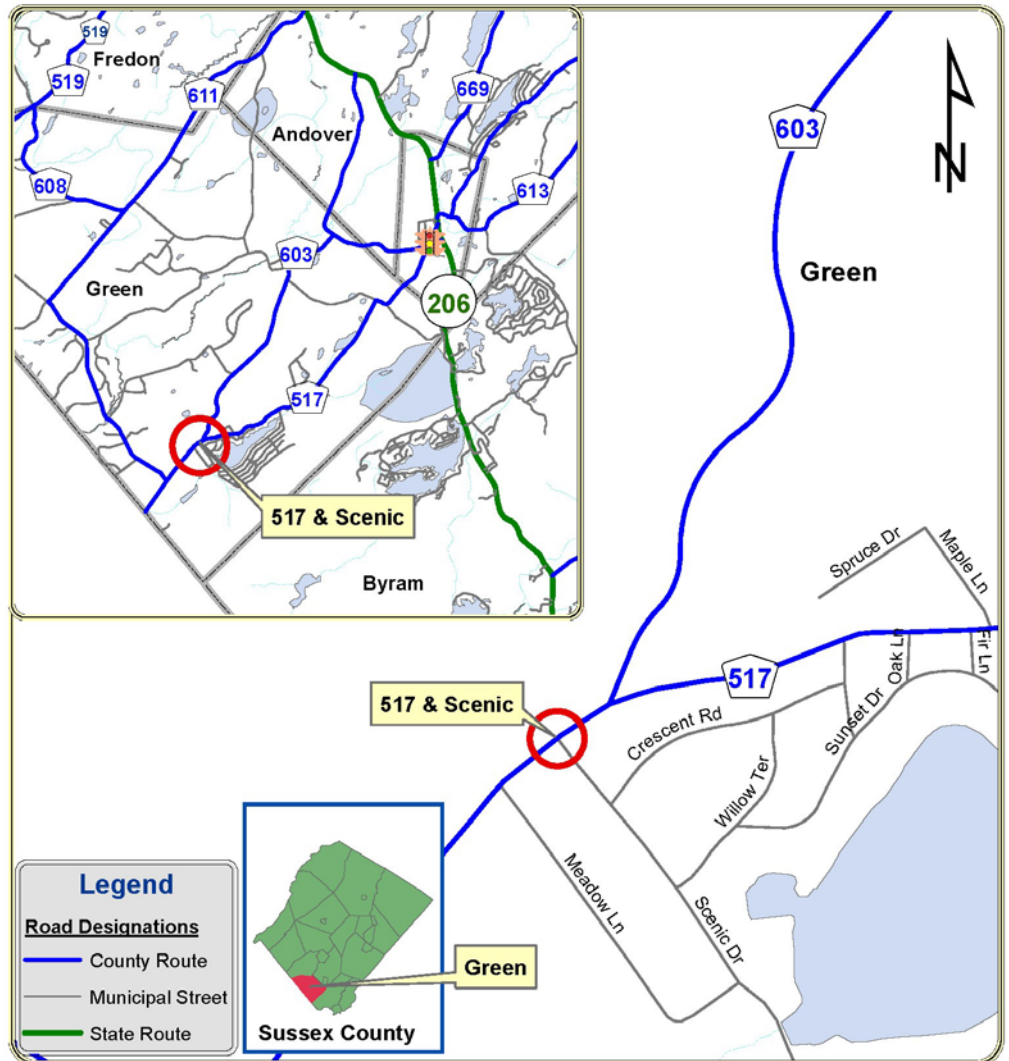 519
Fredon
519
611
669
Andover
608
613
603
Green
206
517
517 & Scenic
Byram
603
N
Green
Spruce Dr
Maple Ln
517
Oak Ln
Fir Ln
517 & Scenic
Crescent Rd
Sunset Dr
Willow Ter
Meadow Ln
Scenic Dr
Legend
Road Designations
County Route
Municipal Street
State Route
Green
Sussex County